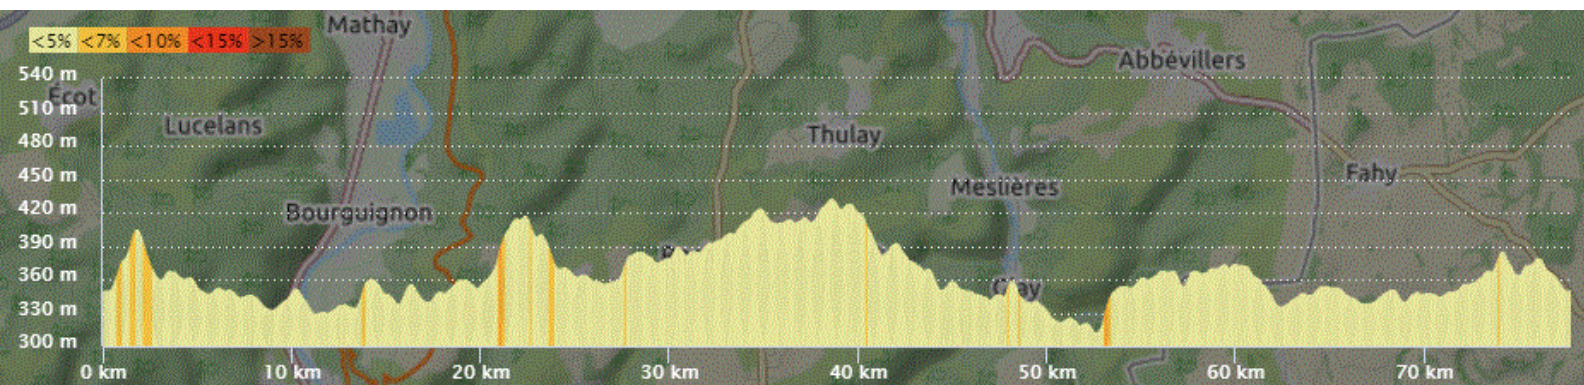 Mathay
<5% <7% <10% <15% >15%
Abbévillers
540 m
Écot
510 m
Lucelans
Thulay
480 m
450 m
Fahy
Meslières
420 m
Bourguignon
390 m
360 m
330 m
300 m
0 km 10 km 20 km 30 km 40 km 50 km 60 km 70 km